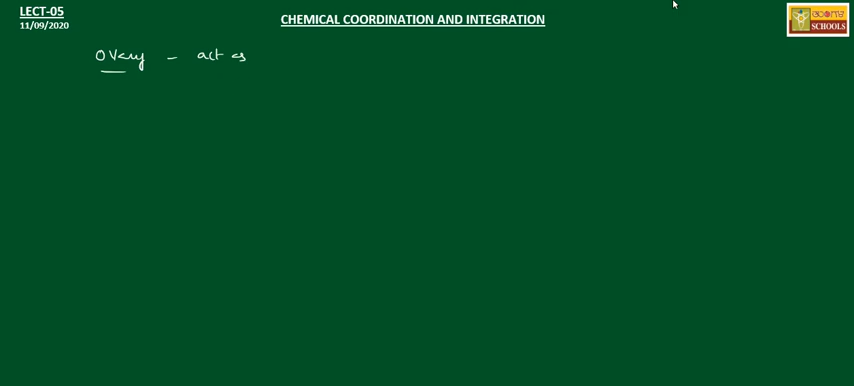 LECT-05
11/09/2020
CHEMICAL COORDINATION AND INTEGRATION
SCHOOLS
Ovary - act as